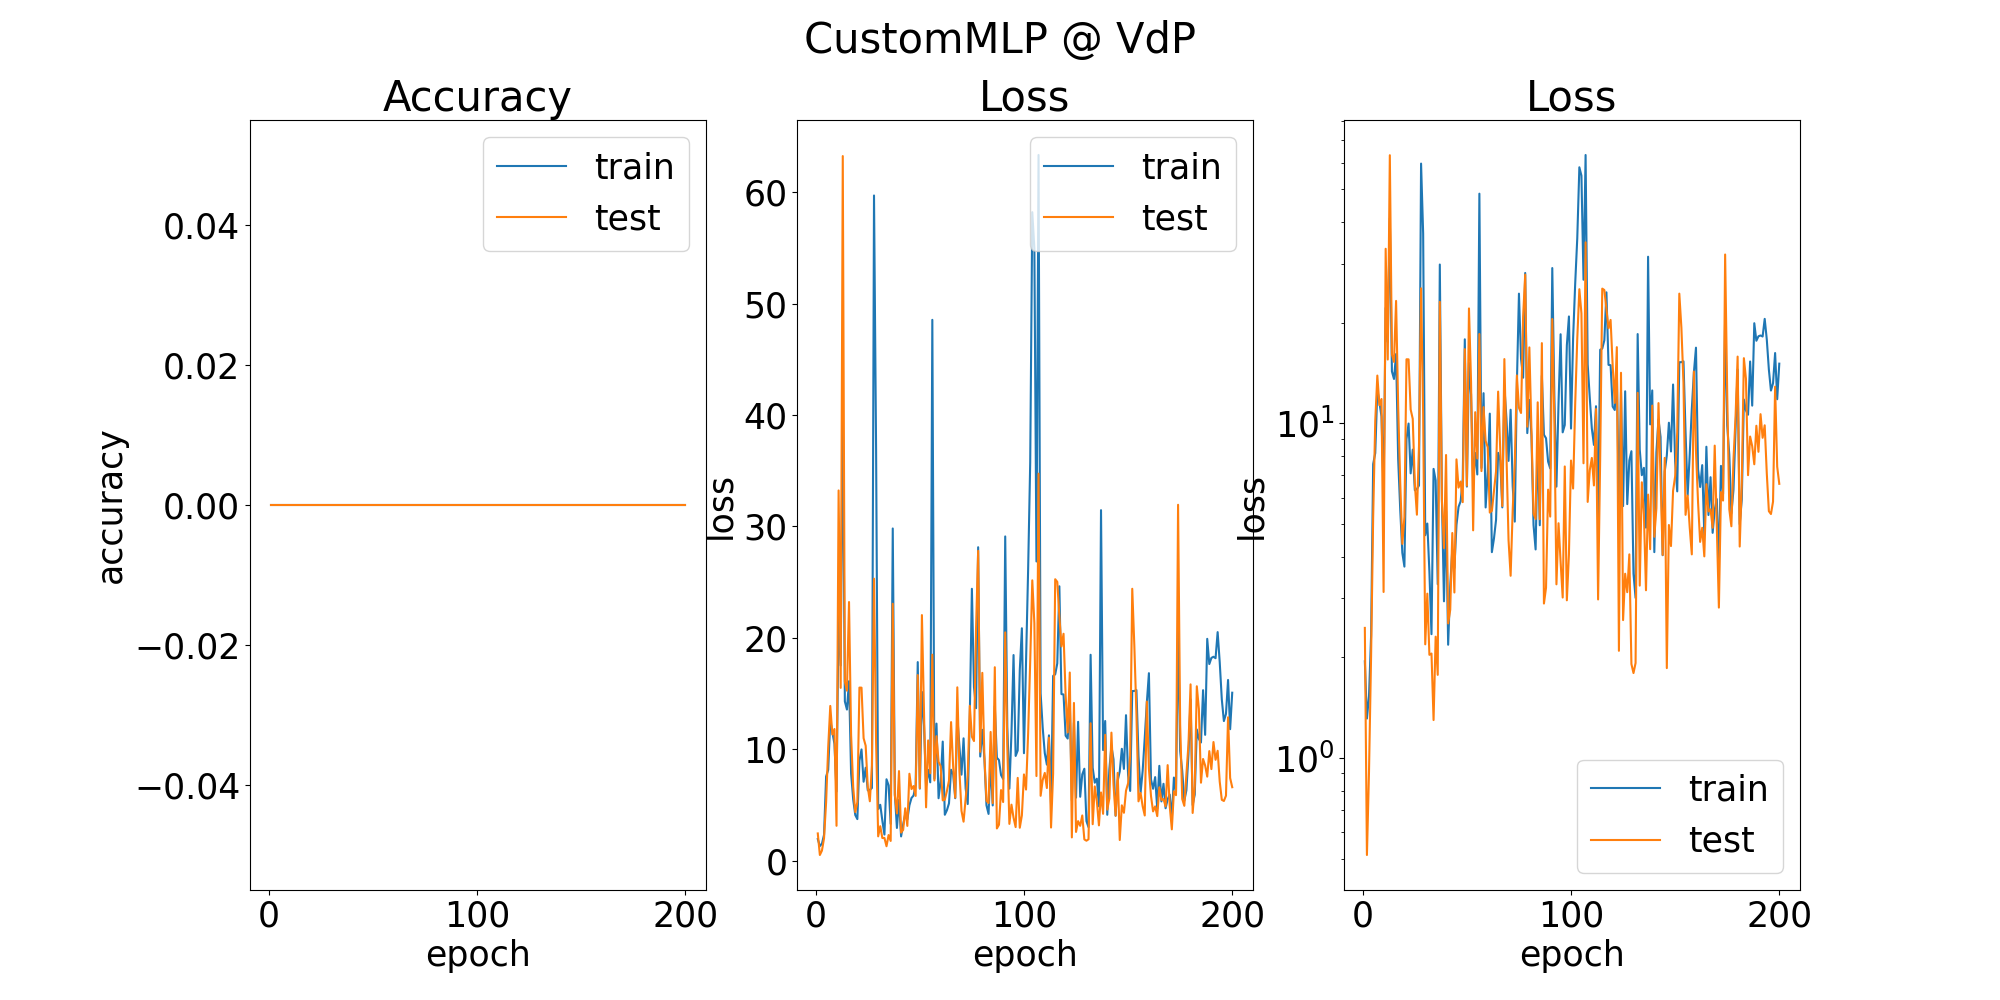 CustomMLP @ VdP
Accuracy
train
test
0.04
0.02
0.00
−0.02
−0.04
accuracy
0 100 200
epoch
Loss
train
test
60
50
40
30
20
10
0
loss
0 100 200
epoch
Loss
10¹
10⁰
loss
train
test
0 100 200
epoch